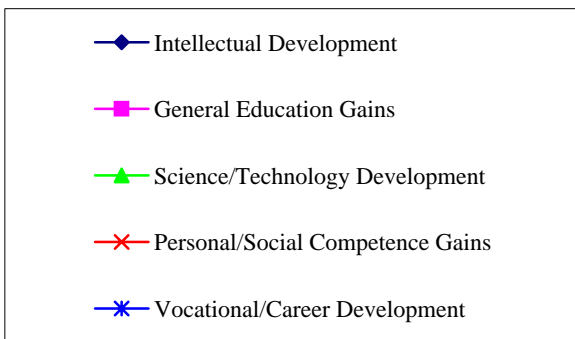 Intellectual Development
General Education Gains
Science/Technology Development
Personal/Social Competence Gains
Vocational/Career Development